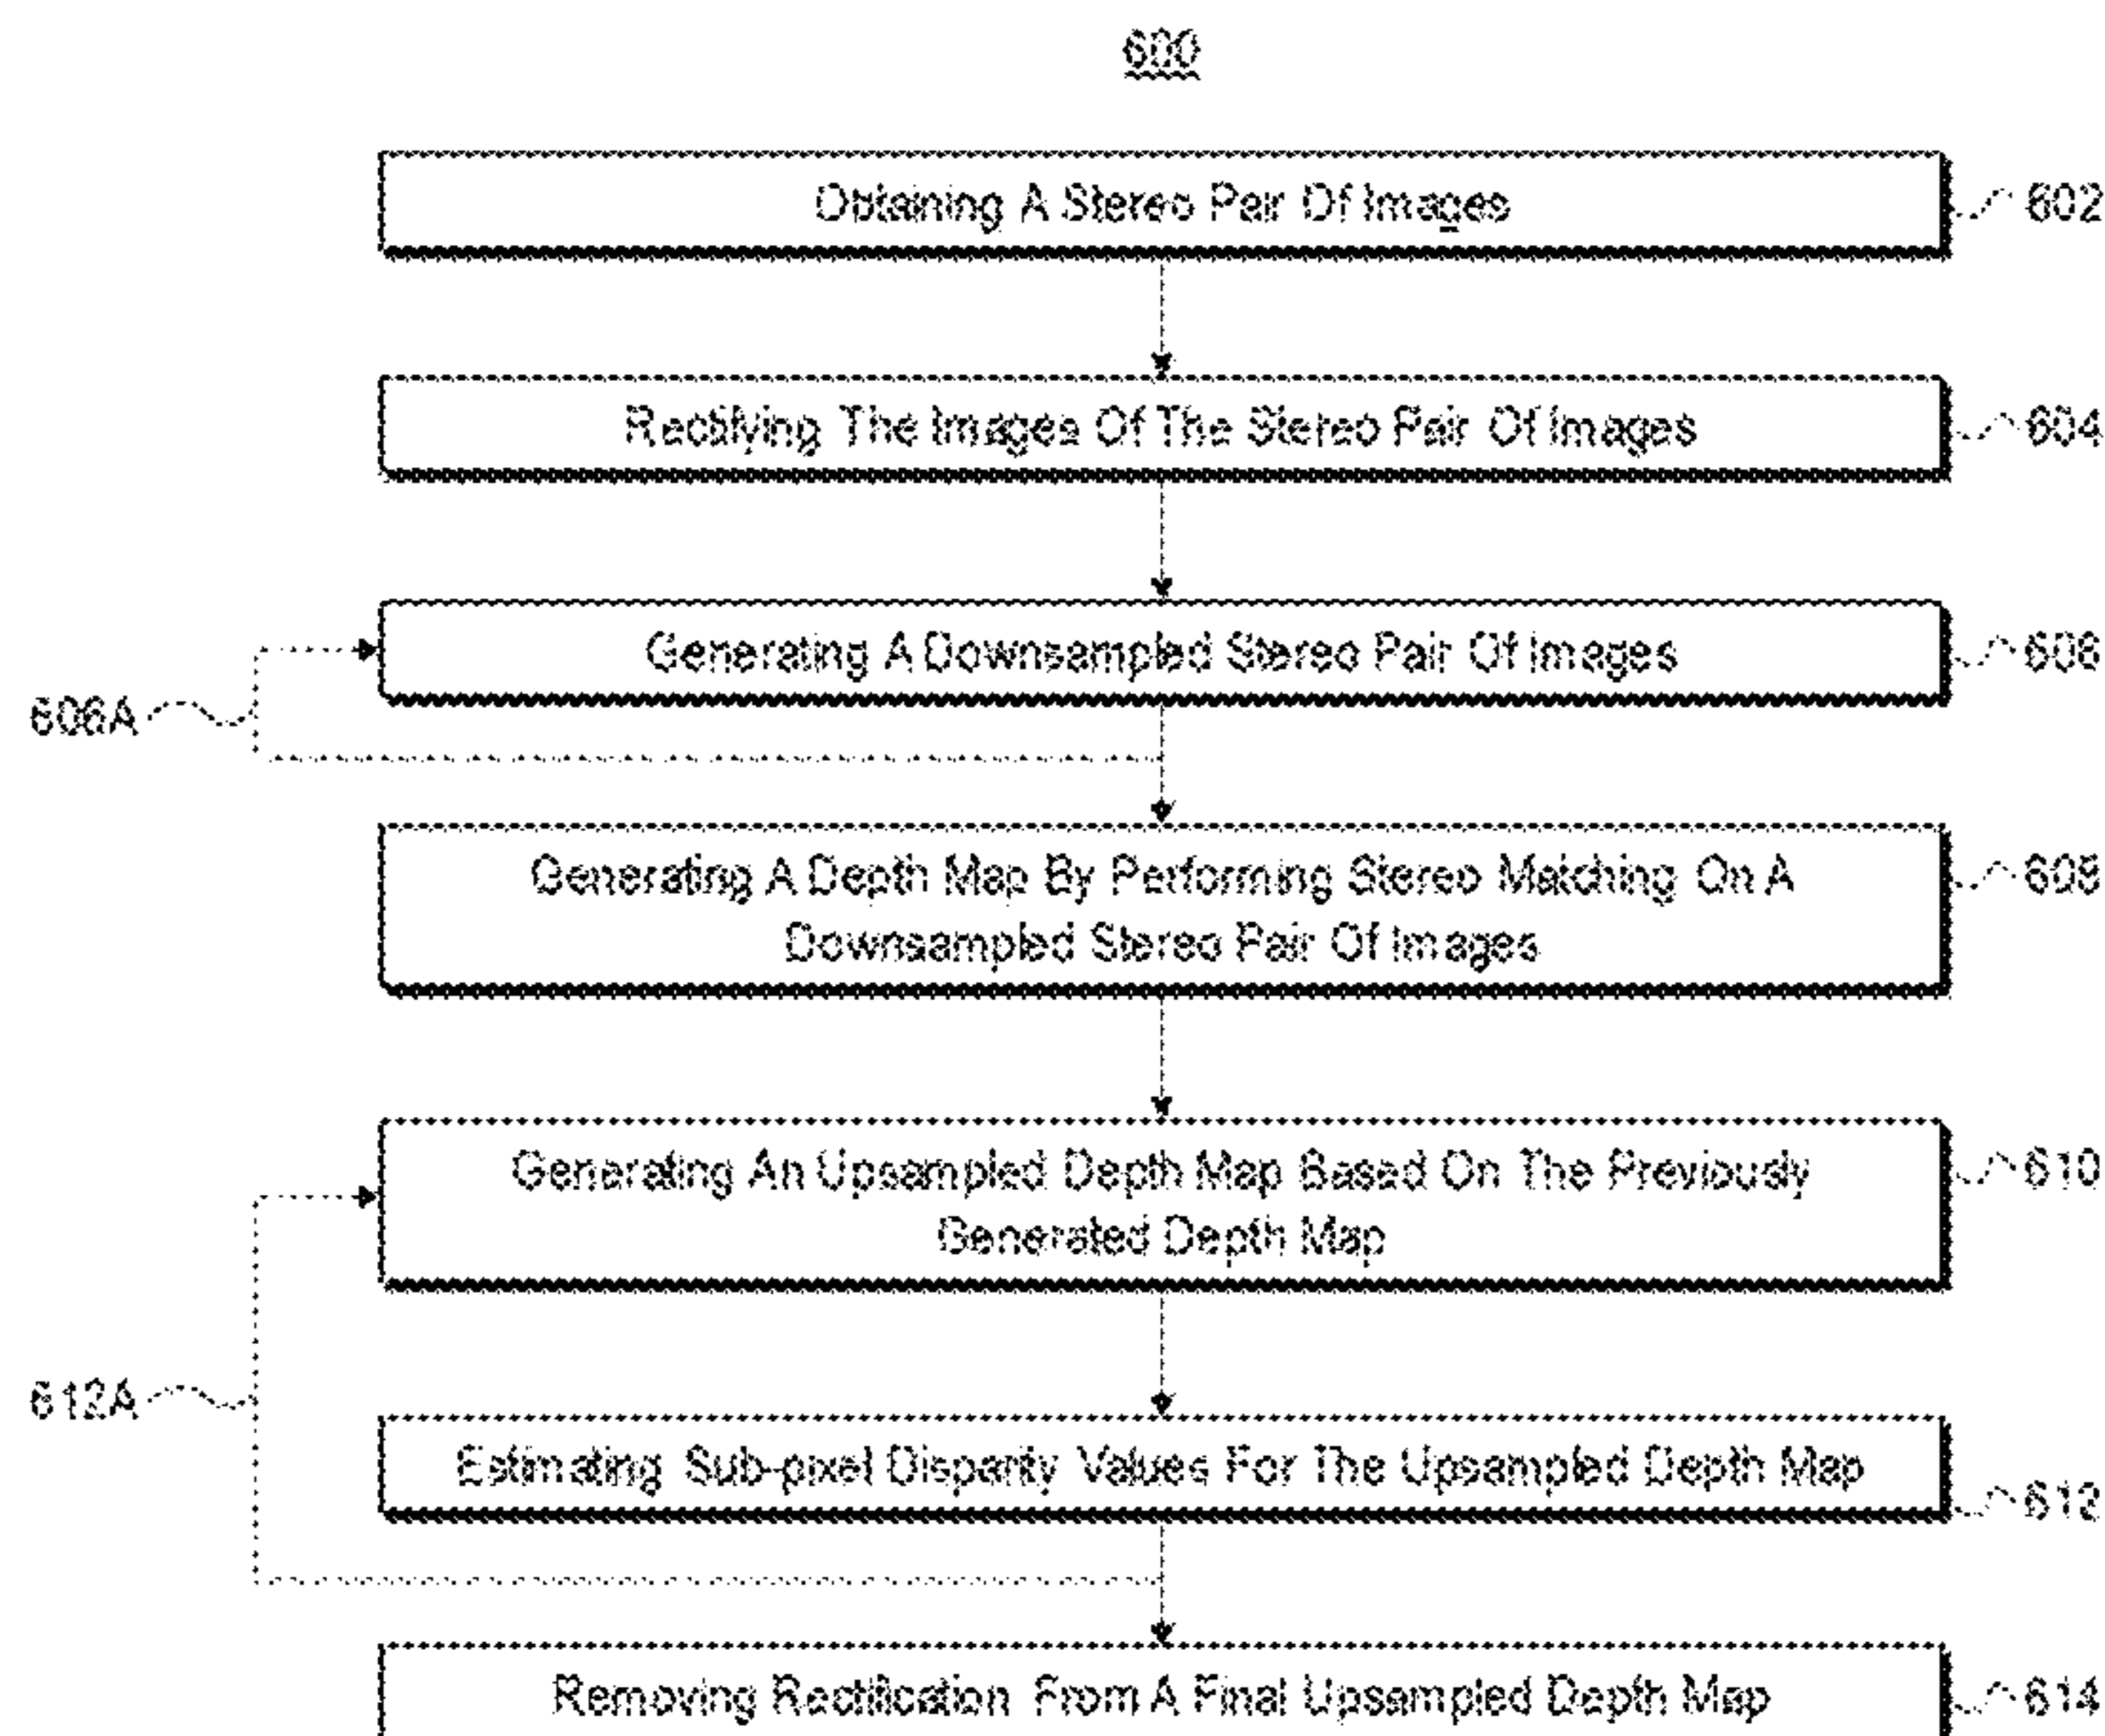 600
Obtaining A Stereo Pair Of Images
602
Rectifying The Images Of The Stereo Pair Of Images
604
Generating A Downsampled Stereo Pair Of Images
606
606A
Generating A Depth Map By Performing Stereo Matching On A
Downsampled Stereo Pair Of Images
608
Generating An Upsampled Depth Map Based On The Previously
Generated Depth Map
610
612A
Estimating Sub-pixel Disparity Values For The Upsampled Depth Map
612
Removing Rectification From A Final Upsampled Depth Map
614